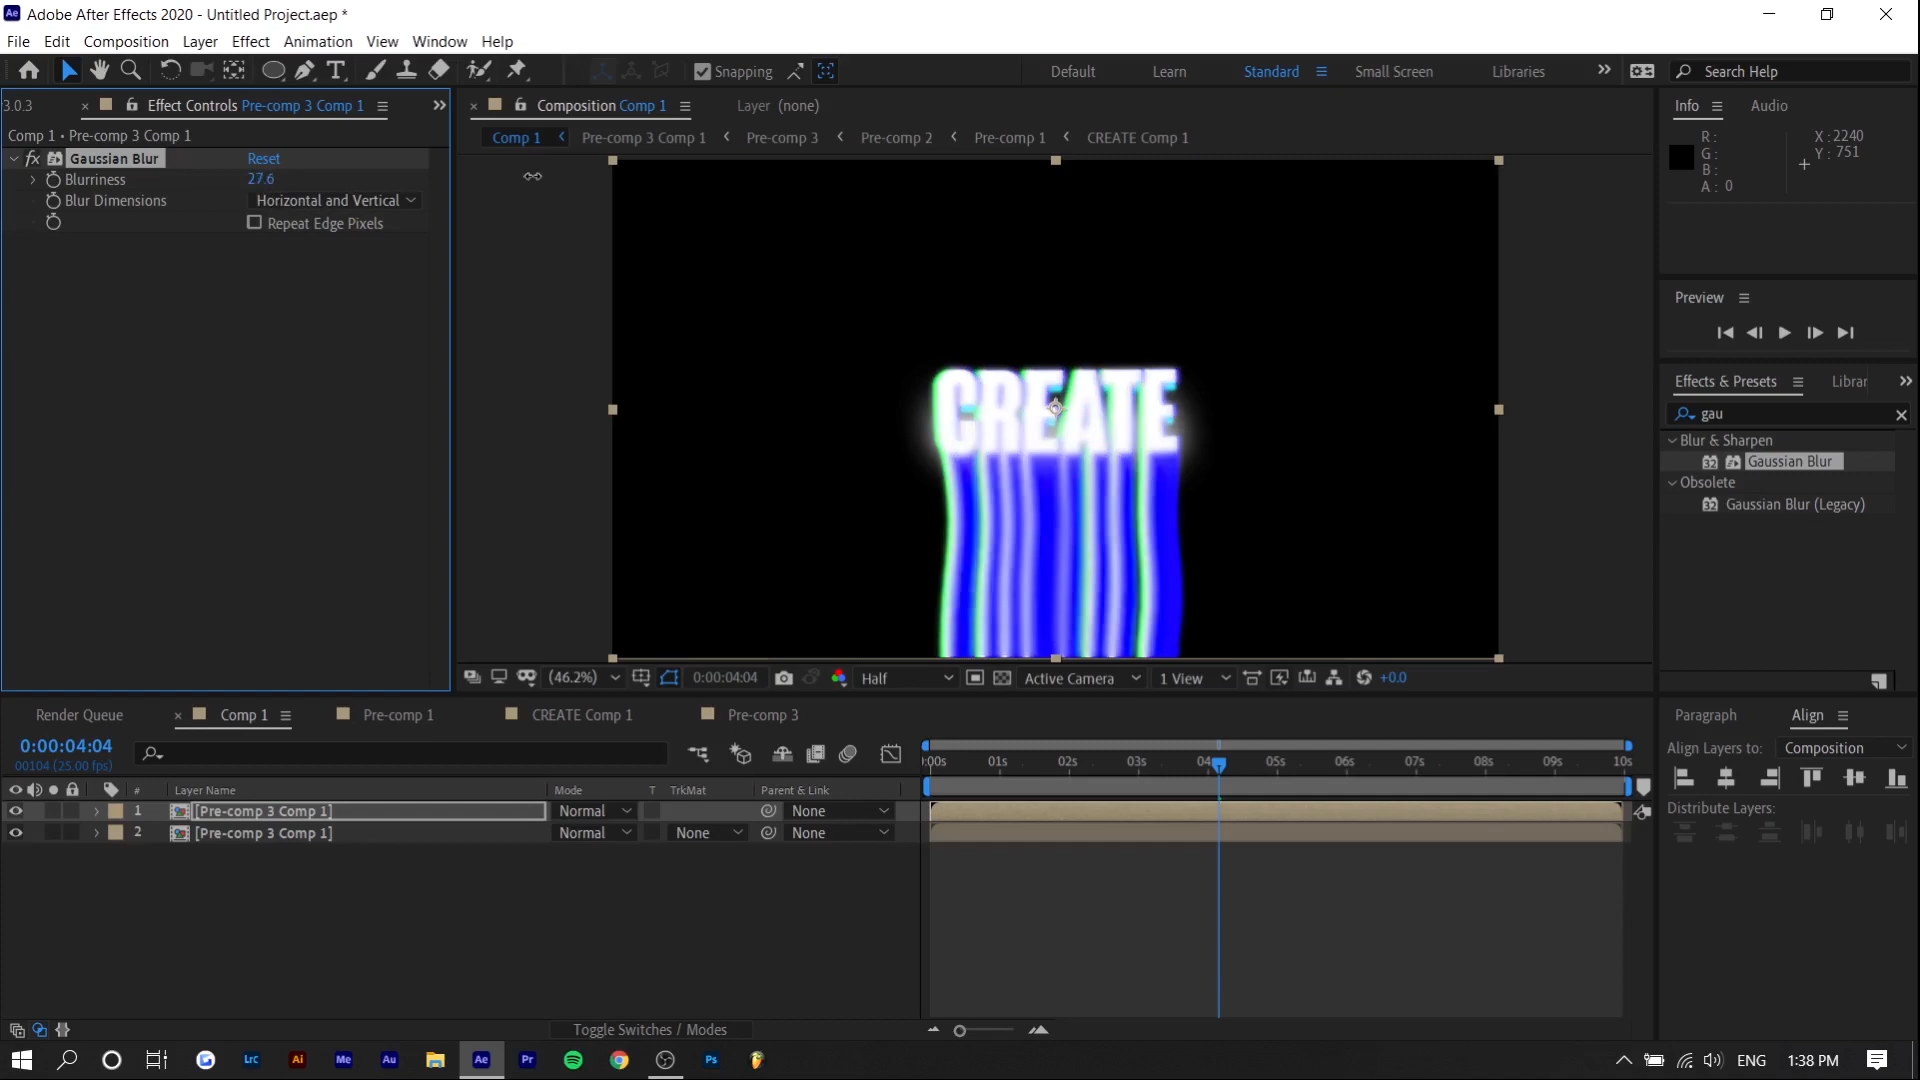 Adobe After Effects 2020 - Untitled Project.aep *
File Edit Composition Layer Effect Animation View Window Help
Snapping Default Learn Standard Small Screen Libraries Search Help
3.0.3 Effect Controls Pre-comp 3 Comp 1
Comp 1 • Pre-comp 3 Comp 1
fx Gaussian Blur Reset
Blurriness 27.6
Blur Dimensions Horizontal and Vertical
Repeat Edge Pixels
Composition Comp 1 Layer (none)
Comp 1 Pre-comp 3 Comp 1 Pre-comp 3 Pre-comp 2 Pre-comp 1 CREATE Comp 1
CREATE
(46.2%) 0:00:04:04 Half Active Camera 1 View +0.0
Info Audio
R : X : 2240
G : Y : 751
B :
A : 0
Preview
Effects & Presets Librar
gau
Blur & Sharpen
32 Gaussian Blur
Obsolete
32 Gaussian Blur (Legacy)
Render Queue Comp 1 Pre-comp 1 CREATE Comp 1 Pre-comp 3
0:00:04:04
00104 (25.00 fps)
:00s 01s 02s 03s 04s 05s 06s 07s 08s 09s 10s
# Layer Name Mode T TrkMat Parent & Link
1 [Pre-comp 3 Comp 1] Normal None
2 [Pre-comp 3 Comp 1] Normal None None
Toggle Switches / Modes
Paragraph Align
Align Layers to: Composition
Distribute Layers:
Lrc Ai Me Au Ae Pr Ps
ENG 1:38 PM